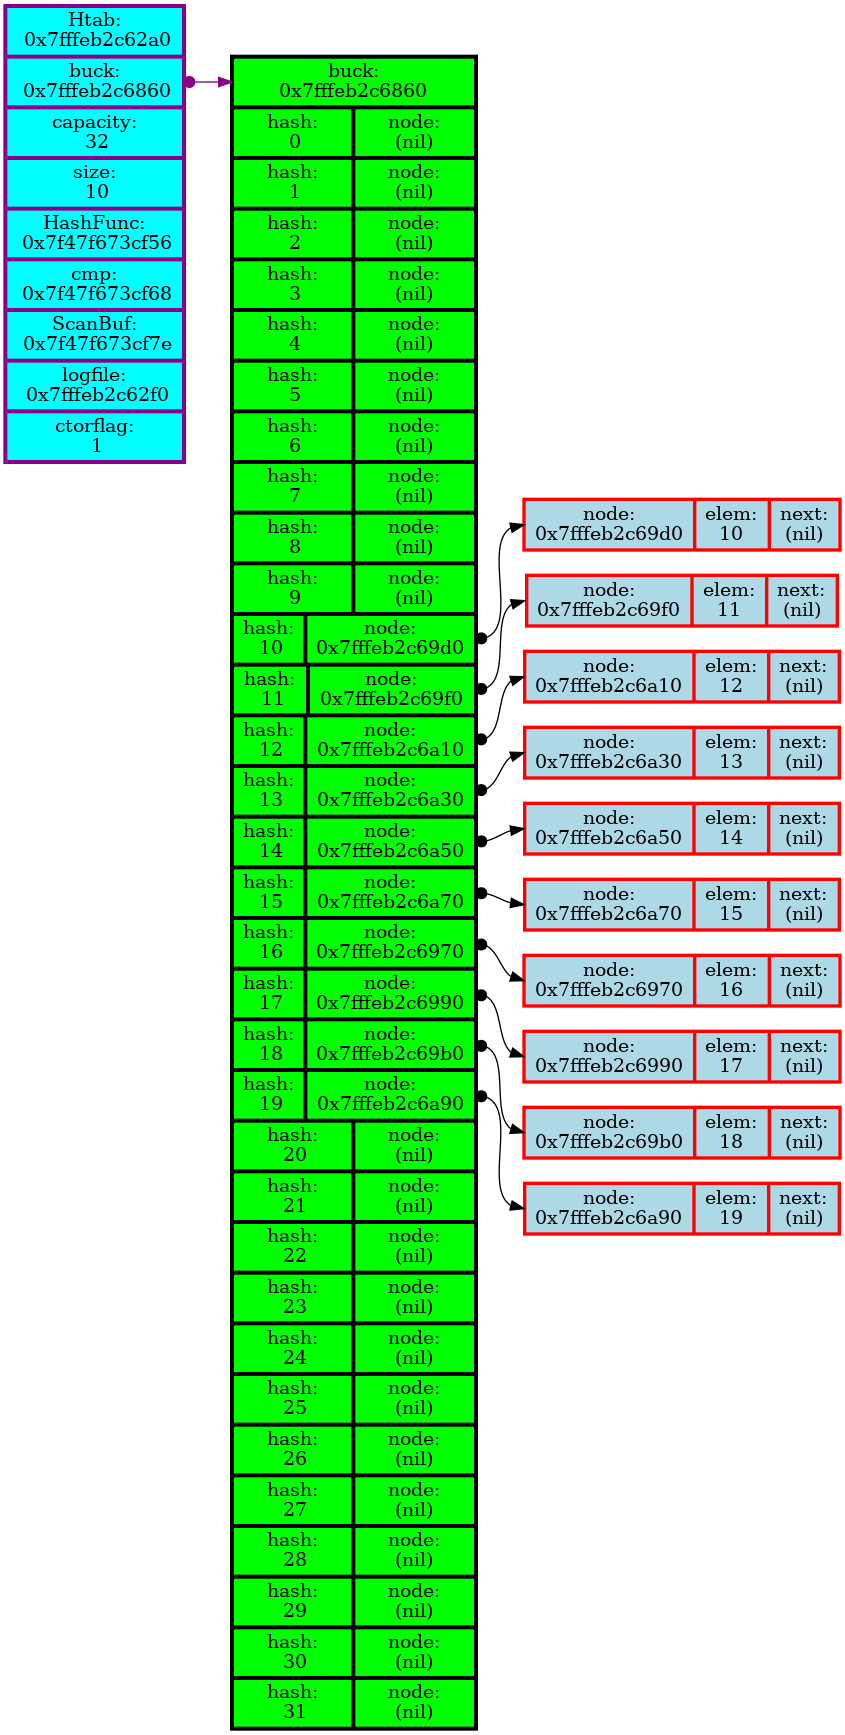 Htab:
0x7fffeb2c62a0
buck:
0x7fffeb2c6860
capacity:
32
size:
10
HashFunc:
0x7f47f673cf56
cmp:
0x7f47f673cf68
ScanBuf:
0x7f47f673cf7e
logfile:
0x7fffeb2c62f0
ctorflag:
1
buck:
0x7fffeb2c6860
hash: node:
0 (nil)
hash: node:
1 (nil)
hash: node:
2 (nil)
hash: node:
3 (nil)
hash: node:
4 (nil)
hash: node:
5 (nil)
hash: node:
6 (nil)
hash: node:
7 (nil)
hash: node:
8 (nil)
hash: node:
9 (nil)
hash: node:
10 0x7fffeb2c69d0
hash: node:
11 0x7fffeb2c69f0
hash: node:
12 0x7fffeb2c6a10
hash: node:
13 0x7fffeb2c6a30
hash: node:
14 0x7fffeb2c6a50
hash: node:
15 0x7fffeb2c6a70
hash: node:
16 0x7fffeb2c6970
hash: node:
17 0x7fffeb2c6990
hash: node:
18 0x7fffeb2c69b0
hash: node:
19 0x7fffeb2c6a90
hash: node:
20 (nil)
hash: node:
21 (nil)
hash: node:
22 (nil)
hash: node:
23 (nil)
hash: node:
24 (nil)
hash: node:
25 (nil)
hash: node:
26 (nil)
hash: node:
27 (nil)
hash: node:
28 (nil)
hash: node:
29 (nil)
hash: node:
30 (nil)
hash: node:
31 (nil)
node: elem: next:
0x7fffeb2c69d0 10 (nil)
node: elem: next:
0x7fffeb2c69f0 11 (nil)
node: elem: next:
0x7fffeb2c6a10 12 (nil)
node: elem: next:
0x7fffeb2c6a30 13 (nil)
node: elem: next:
0x7fffeb2c6a50 14 (nil)
node: elem: next:
0x7fffeb2c6a70 15 (nil)
node: elem: next:
0x7fffeb2c6970 16 (nil)
node: elem: next:
0x7fffeb2c6990 17 (nil)
node: elem: next:
0x7fffeb2c69b0 18 (nil)
node: elem: next:
0x7fffeb2c6a90 19 (nil)